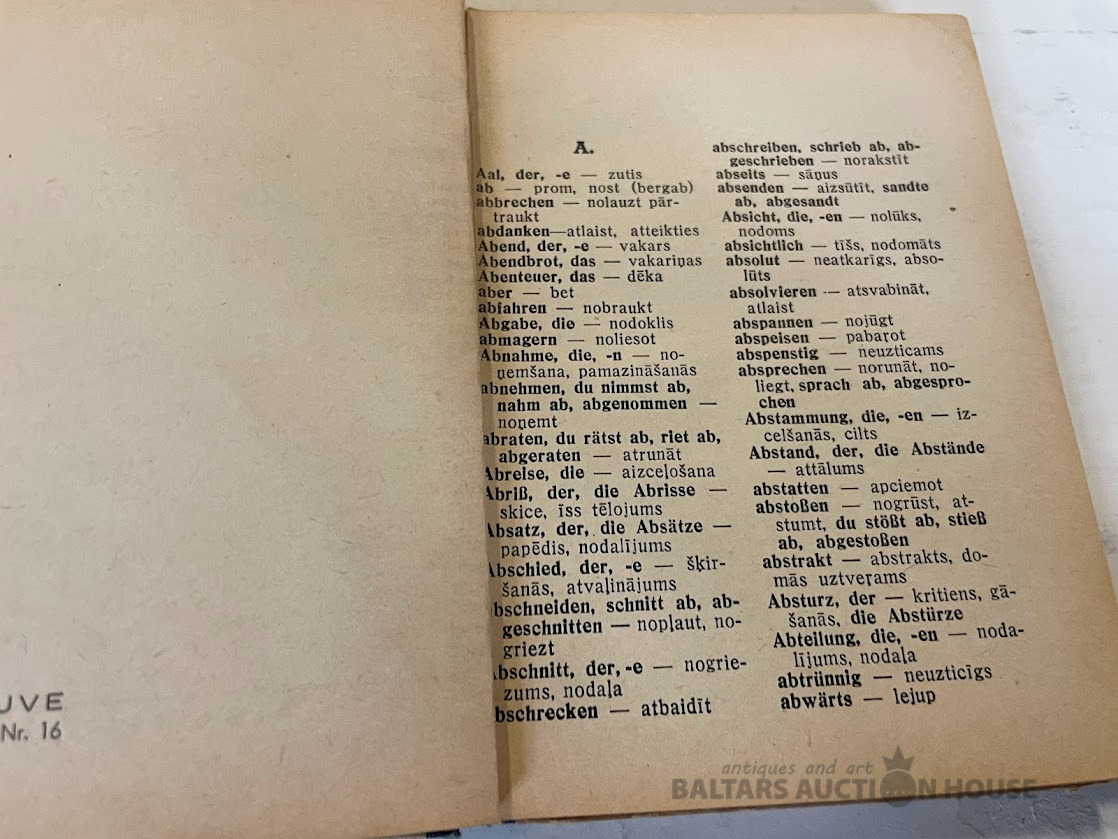 UVE
Nr. 16
A.
Aal, der, -e — zutis
ab — prom, nost (bergab)
abbrechen — nolauzt pār-
traukt
abdanken—atlaist, atteikties
Abend, der, -e — vakars
Abendbrot, das — vakariņas
Abenteuer, das — dēka
aber — bet
abfahren — nobraukt
Abgabe, die — nodoklis
abmagern — noliesot
Abnahme, die, -n — no-
ņemšana, pamazināšanās
abnehmen, du nimmst ab,
nahm ab, abgenommen —
noņemt
abraten, du rätst ab, riet ab,
abgeraten — atrunāt
Abreise, die — aizceļošana
Abriß, der, die Abrisse —
skice, īss tēlojums
Absatz, der, die Absätze —
papēdis, nodalījums
Abschied, der, -e — šķir-
šanās, atvaļinājums
bschneiden, schnitt ab, ab-
geschnitten — nopļaut, no-
griezt
bschnitt, der, -e — nogrie-
zums, nodaļa
bschrecken — atbaidīt
abschreiben, schrieb ab, ab-
geschrieben — norakstīt
abseits — sāņus
absenden — aizsūtīt, sandte
ab, abgesandt
Absicht, die, -en — nolūks,
nodoms
absichtlich — tīšs, nodomāts
absolut — neatkarīgs, abso-
lūts
absolvieren — atsvabināt,
atlaist
abspannen — nojūgt
abspeisen — pabaŗot
abspenstig — neuzticams
absprechen — norunāt, no-
liegt, sprach ab, abgespro-
chen
Abstammung, die, -en — iz-
celšanās, cilts
Abstand, der, die Abstände
— attālums
abstatten — apciemot
abstoßen — nogrūst, at-
stumt, du stößt ab, stieß
ab, abgestoßen
abstrakt — abstrakts, do-
mās uztveŗams
Absturz, der — kritiens, gā-
šanās, die Abstürze
Abteilung, die, -en — noda-
lījums, nodaļa
abtrünnig — neuzticīgs
abwärts — lejup
antiques and art
BALTARS AUCTION HOUSE